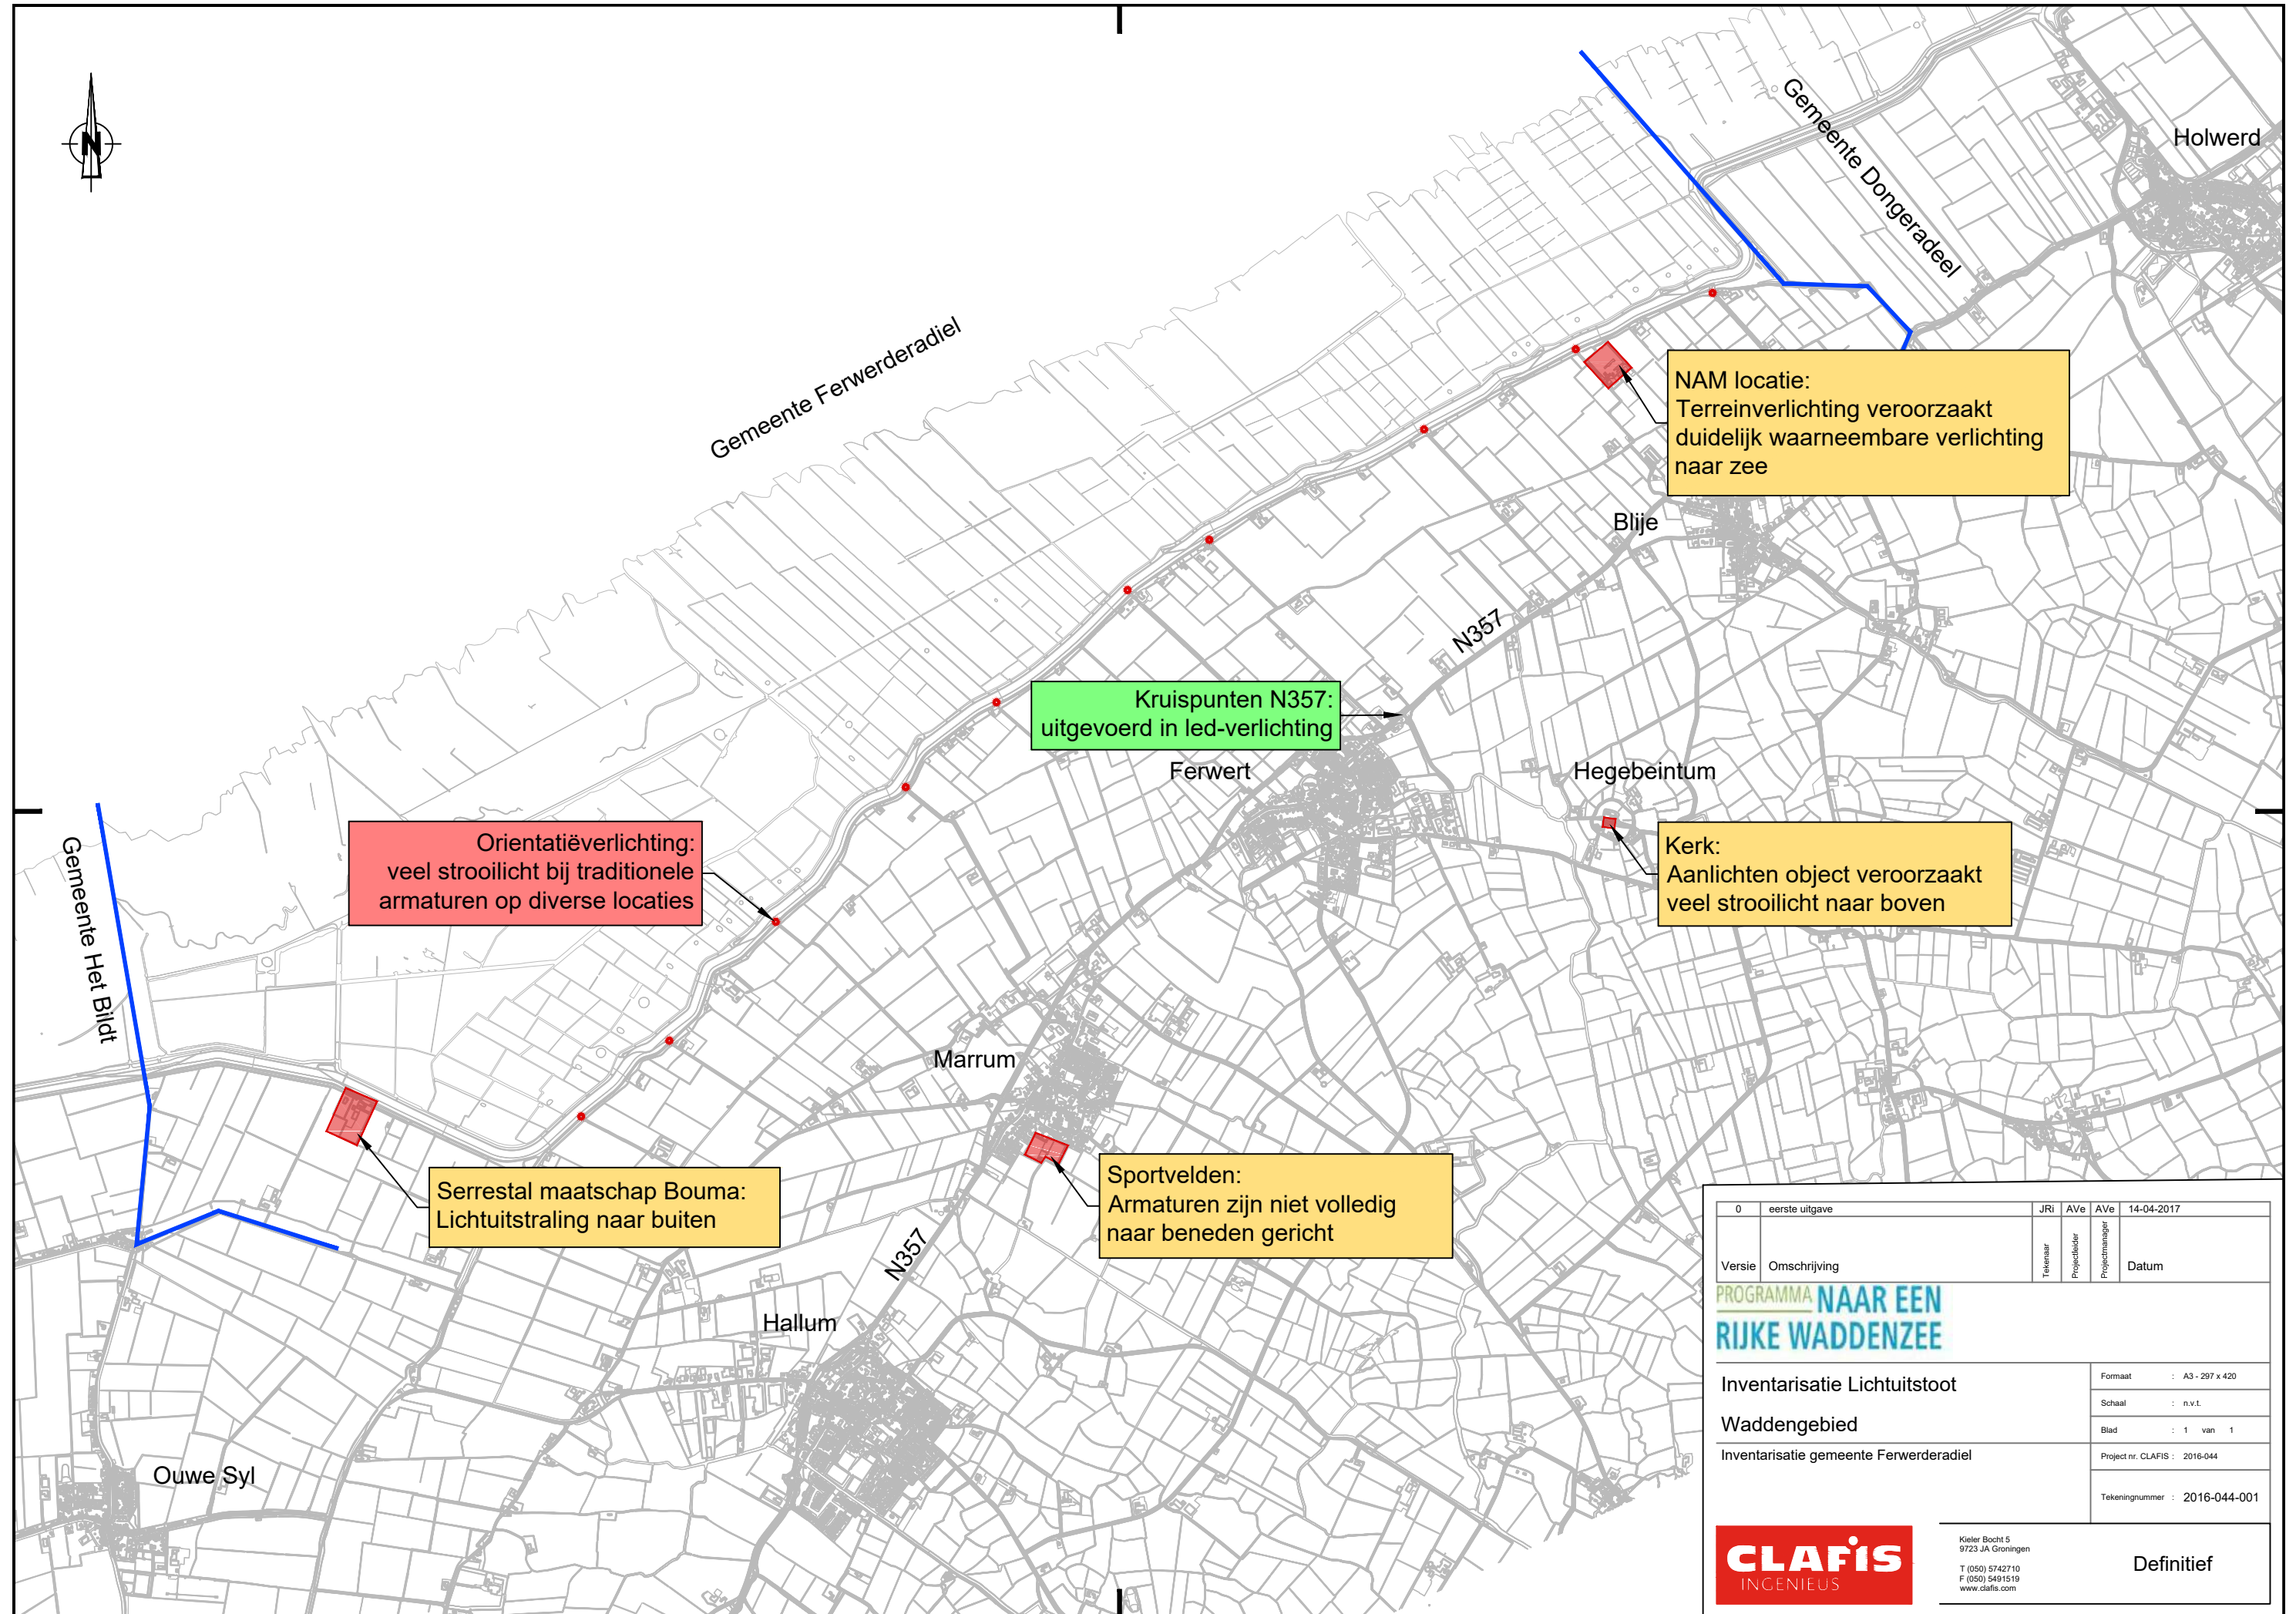 N
Holwerd
Gemeente Dongeradeel
Gemeente Ferwerderadiel
NAM locatie:
Terreinverlichting veroorzaakt
duidelijk waarneembare verlichting
naar zee
Blije
N357
Kruispunten N357:
uitgevoerd in led-verlichting
Ferwert
Hegebeintum
Orientatiëverlichting:
veel strooilicht bij traditionele
armaturen op diverse locaties
Kerk:
Aanlichten object veroorzaakt
veel strooilicht naar boven
Gemeente Het Bildt
Marrum
Serrestal maatschap Bouma:
Lichtuitstraling naar buiten
Sportvelden:
Armaturen zijn niet volledig
naar beneden gericht
N357
Hallum
Ouwe Syl
0 eerste uitgave JRi AVe AVe 14-04-2017
Versie Omschrijving Tekenaar Projectleider Projectmanager Datum
PROGRAMMA NAAR EEN
RIJKE WADDENZEE
Inventarisatie Lichtuitstoot
Waddengebied
Inventarisatie gemeente Ferwerderadiel
Formaat : A3 - 297 x 420
Schaal : n.v.t.
Blad : 1 van 1
Project nr. CLAFIS : 2016-044
Tekeningnummer : 2016-044-001
CLAFIS
INGENIEUS
Kieler Bocht 5
9723 JA Groningen
T (050) 5742710
F (050) 5491519
www.clafis.com
Definitief